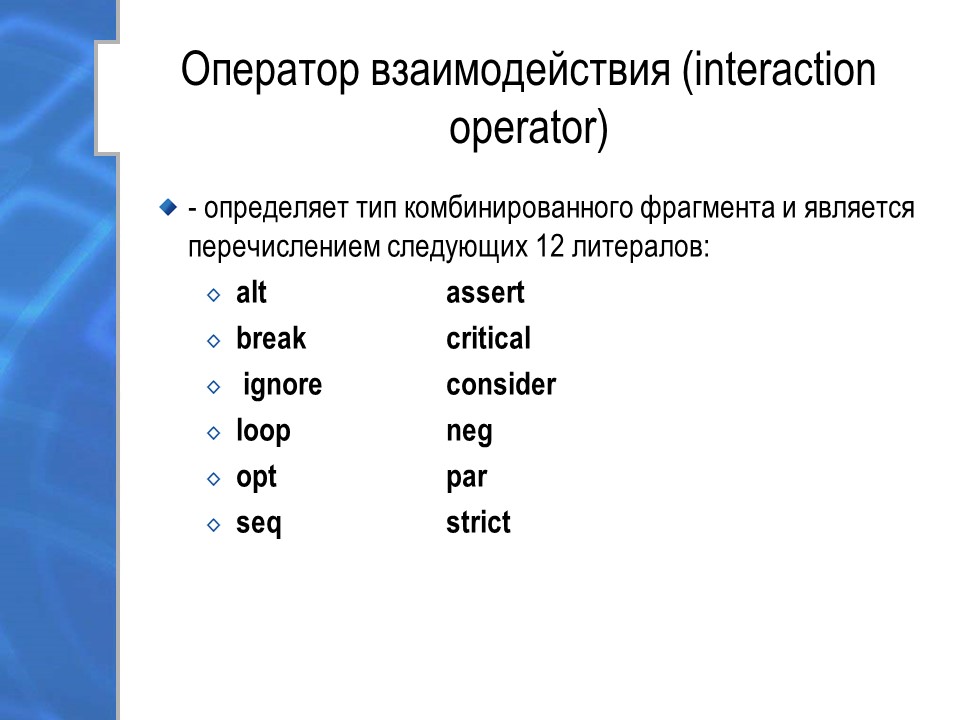 Оператор взаимодействия (interaction
operator)
- определяет тип комбинированного фрагмента и является
перечислением следующих 12 литералов:
alt assert
break critical
ignore consider
loop neg
opt par
seq strict